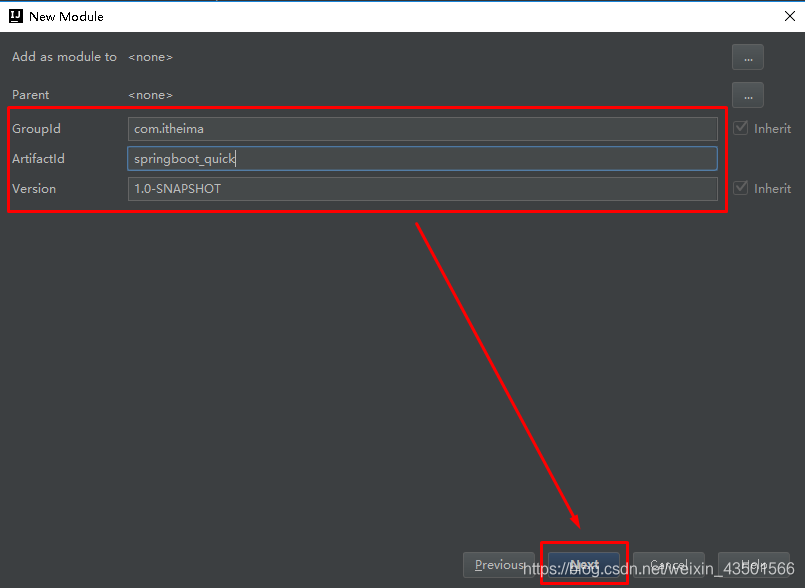 New Module
Add as module to <none>
...
Parent <none>
...
GroupId com.itheima Inherit
ArtifactId springboot_quick
Version 1.0-SNAPSHOT Inherit
Previous Next Cancel Help
https://blog.csdn.net/weixin_43501566